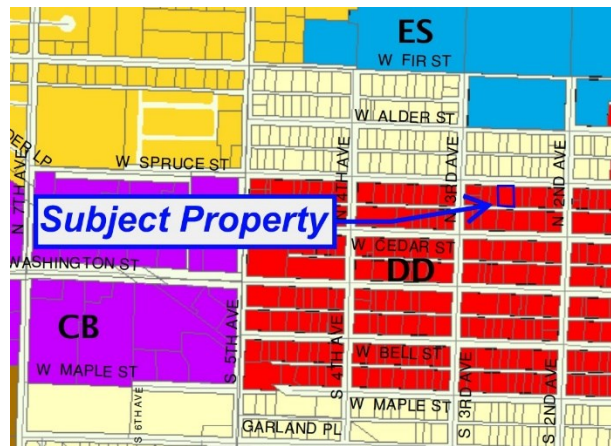 ES
W FIR ST
W ALDER ST
DER LP
W SPRUCE ST
N 7TH AVE
N 4TH AVE
N 3RD AVE
N 2ND AVE
Subject Property
W CEDAR ST
WASHINGTON ST
DD
CB
S 5TH AVE
S 4TH AVE
W BELL ST
S 3RD AVE
S 2ND AVE
W MAPLE ST
W MAPLE ST
S 6TH AVE
GARLAND PL